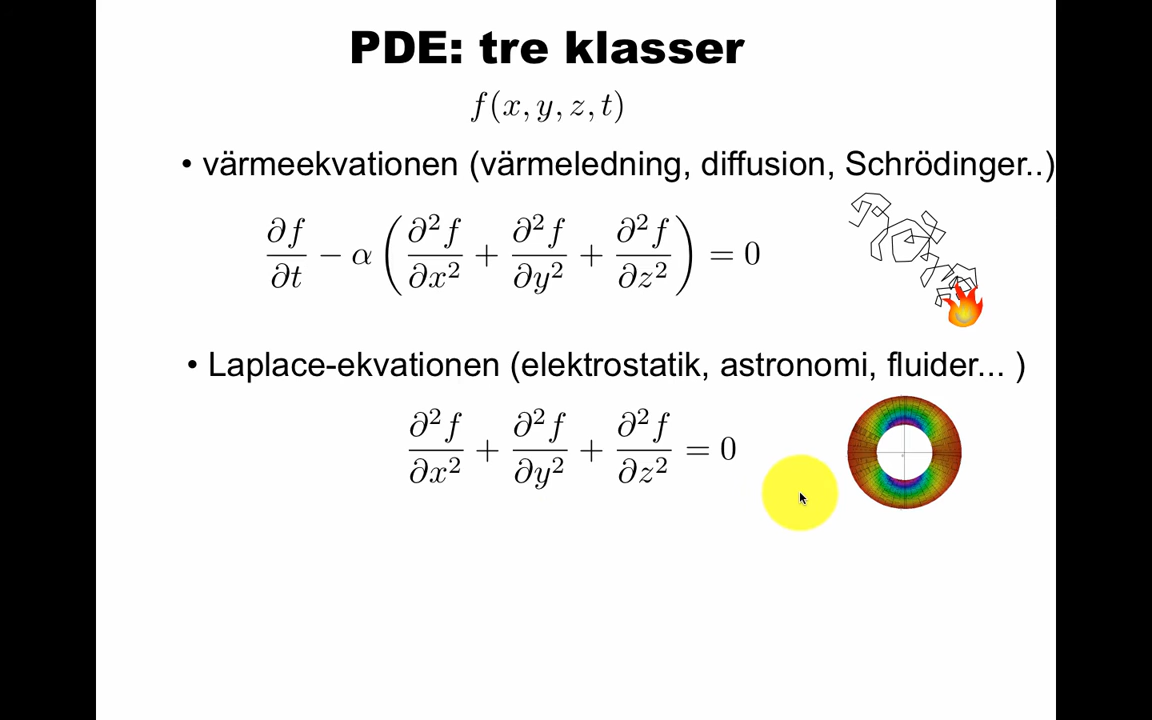 PDE: tre klasser
f(x, y, z, t)
• värmeekvationen (värmeledning, diffusion, Schrödinger..)
∂f/∂t − α (∂²f/∂x² + ∂²f/∂y² + ∂²f/∂z²) = 0
• Laplace-ekvationen (elektrostatik, astronomi, fluider... )
∂²f/∂x² + ∂²f/∂y² + ∂²f/∂z² = 0